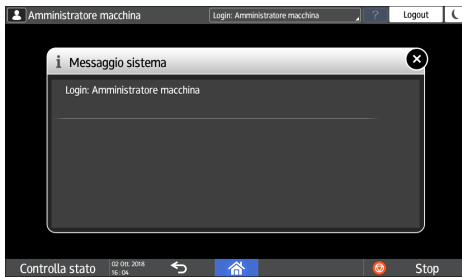 Amministratore macchina
Login: Amministratore macchina
?
Logout
i Messaggio sistema
Login: Amministratore macchina
Controlla stato
02 Ott. 2018
16 : 04
Stop